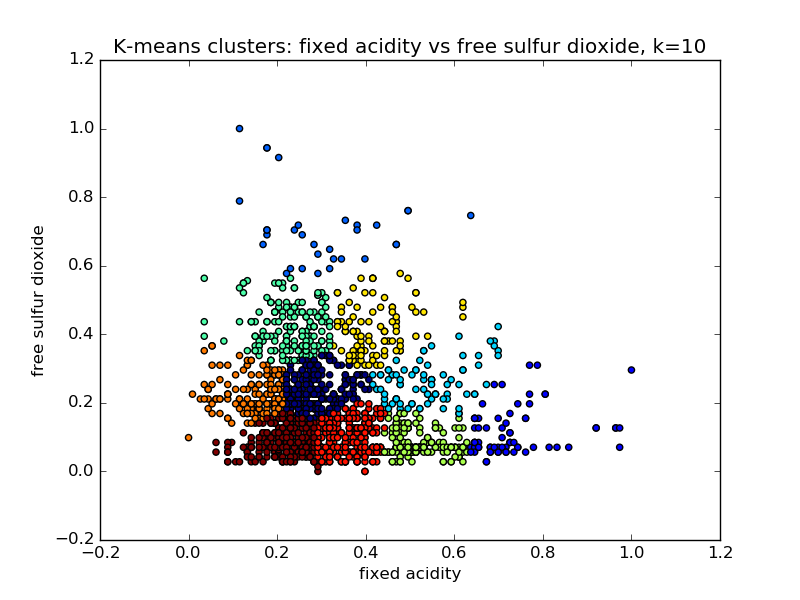 K-means clusters: fixed acidity vs free sulfur dioxide, k=10
1.2
1.0
0.8
0.6
0.4
0.2
0.0
−0.2
free sulfur dioxide
−0.2 0.0 0.2 0.4 0.6 0.8 1.0 1.2
fixed acidity